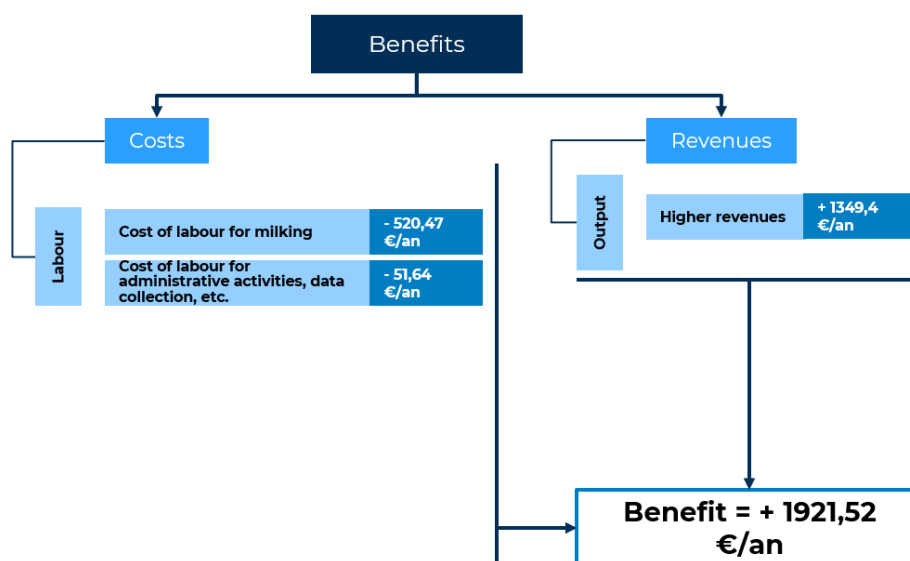 Benefits
Costs
Revenues
Labour
Cost of labour for milking
- 520,47
€/an
Cost of labour for
administrative activities, data
collection, etc.
- 51,64
€/an
Output
Higher revenues
+ 1349,4
€/an
Benefit = + 1921,52
€/an